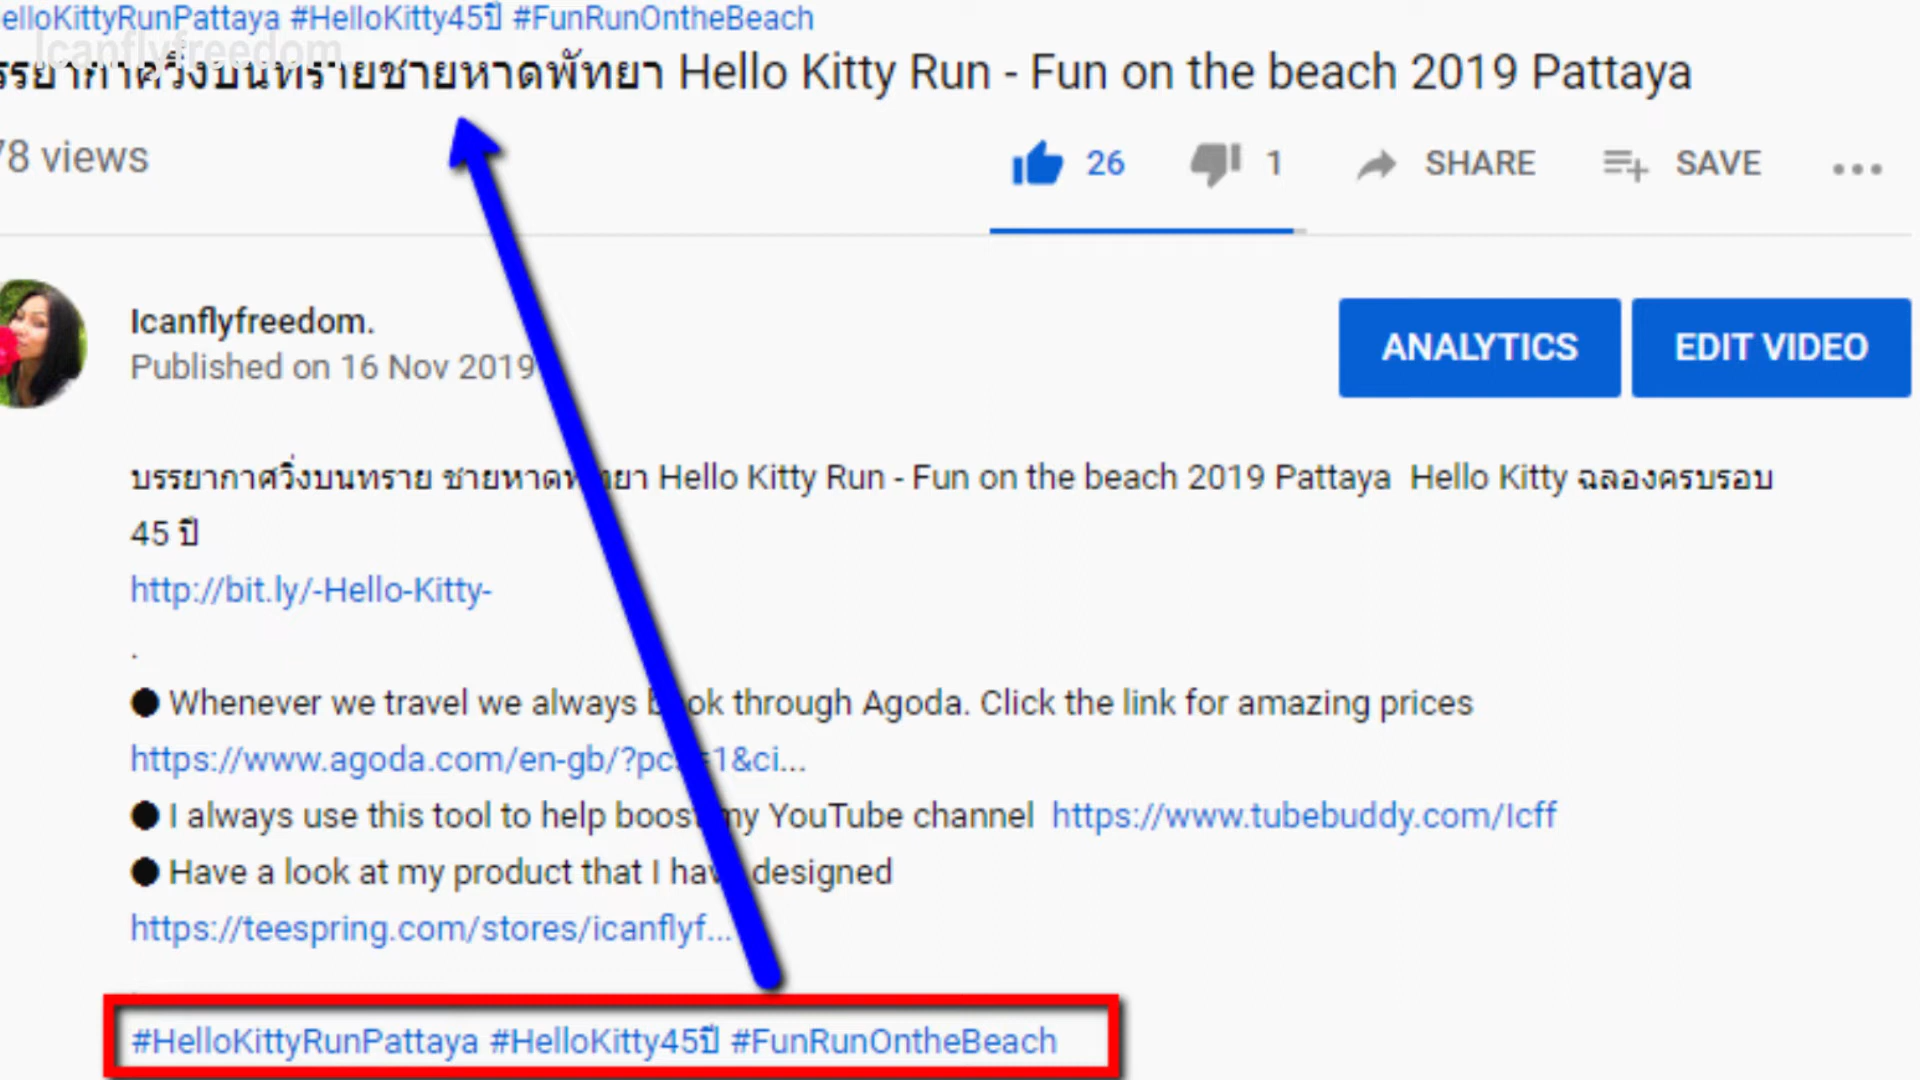 elloKittyRunPattaya #HelloKitty45ปี #FunRunOntheBeach
Icanflyfreedom
รรยากาศวิ่งบนทรายชายหาดพัทยา Hello Kitty Run - Fun on the beach 2019 Pattaya
78 views
26
1
SHARE
SAVE
Icanflyfreedom.
Published on 16 Nov 2019
ANALYTICS
EDIT VIDEO
บรรยากาศวิ่งบนทราย ชายหาดพัทยา Hello Kitty Run - Fun on the beach 2019 Pattaya Hello Kitty ฉลองครบรอบ
45 ปี
http://bit.ly/-Hello-Kitty-
.
● Whenever we travel we always book through Agoda. Click the link for amazing prices
https://www.agoda.com/en-gb/?pcs=1&ci...
● I always use this tool to help boost my YouTube channel https://www.tubebuddy.com/Icff
● Have a look at my product that I have designed
https://teespring.com/stores/icanflyf...
#HelloKittyRunPattaya #HelloKitty45ปี #FunRunOntheBeach